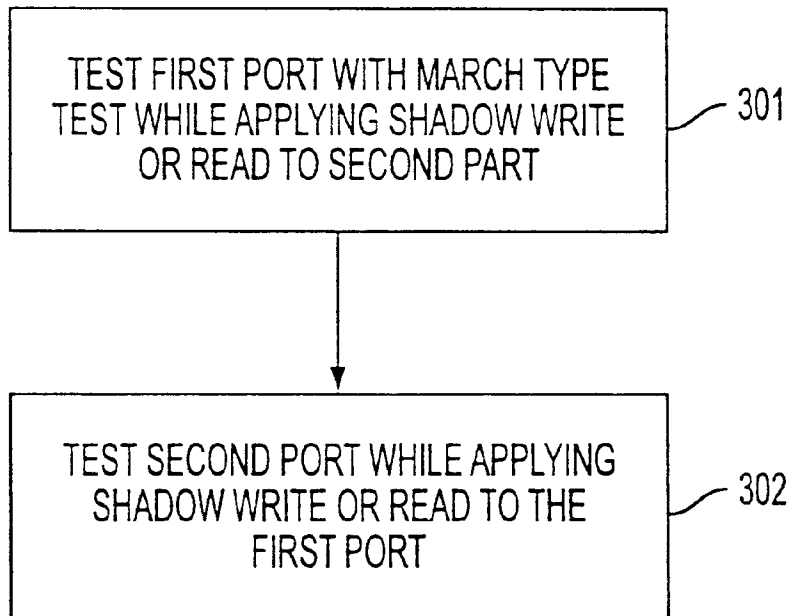 TEST FIRST PORT WITH MARCH TYPE
TEST WHILE APPLYING SHADOW WRITE
OR READ TO SECOND PART
301
TEST SECOND PORT WHILE APPLYING
SHADOW WRITE OR READ TO THE
FIRST PORT
302